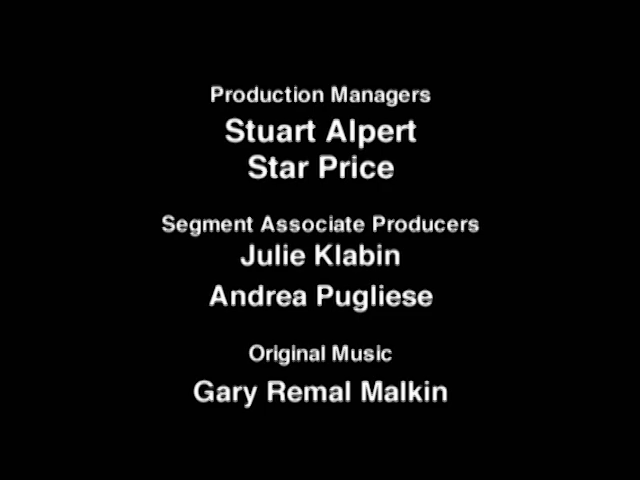 Production Managers
Stuart Alpert
Star Price
Segment Associate Producers
Julie Klabin
Andrea Pugliese
Original Music
Gary Remal Malkin